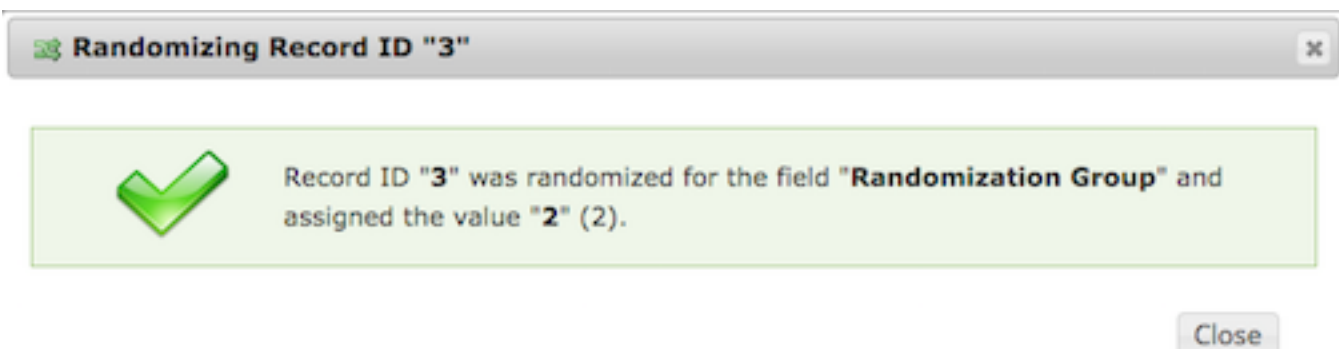 Randomizing Record ID "3"
Record ID "3" was randomized for the field "Randomization Group" and
assigned the value "2" (2).
Close